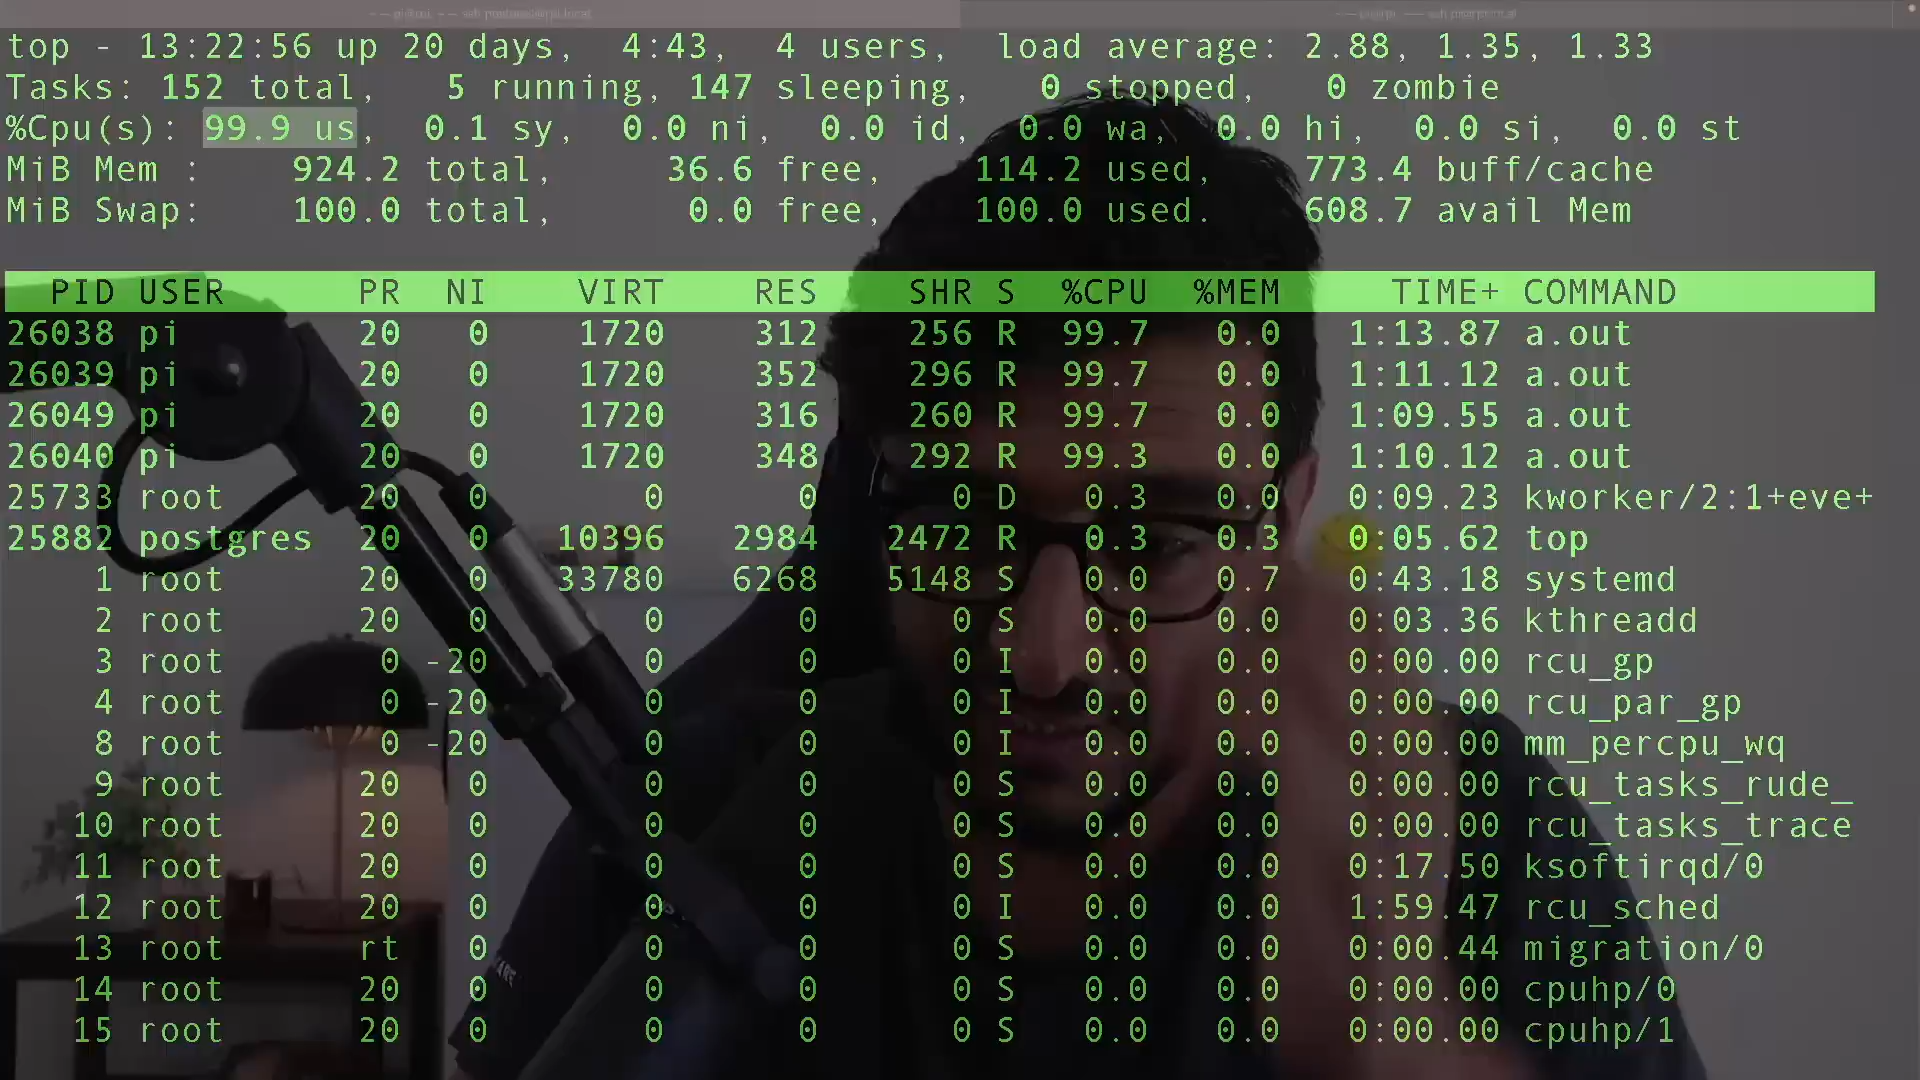 top - 13:22:56 up 20 days, 4:43, 4 users, load average: 2.88, 1.35, 1.33
Tasks: 152 total, 5 running, 147 sleeping, 0 stopped, 0 zombie
%Cpu(s): 99.9 us, 0.1 sy, 0.0 ni, 0.0 id, 0.0 wa, 0.0 hi, 0.0 si, 0.0 st
MiB Mem : 924.2 total, 36.6 free, 114.2 used, 773.4 buff/cache
MiB Swap: 100.0 total, 0.0 free, 100.0 used. 608.7 avail Mem
PID USER PR NI VIRT RES SHR S %CPU %MEM TIME+ COMMAND
26038 pi 20 0 1720 312 256 R 99.7 0.0 1:13.87 a.out
26039 pi 20 0 1720 352 296 R 99.7 0.0 1:11.12 a.out
26049 pi 20 0 1720 316 260 R 99.7 0.0 1:09.55 a.out
26040 pi 20 0 1720 348 292 R 99.3 0.0 1:10.12 a.out
25733 root 20 0 0 0 0 D 0.3 0.0 0:09.23 kworker/2:1+eve+
25882 postgres 20 0 10396 2984 2472 R 0.3 0.3 0:05.62 top
1 root 20 0 33780 6268 5148 S 0.0 0.7 0:43.18 systemd
2 root 20 0 0 0 0 S 0.0 0.0 0:03.36 kthreadd
3 root 0 -20 0 0 0 I 0.0 0.0 0:00.00 rcu_gp
4 root 0 -20 0 0 0 I 0.0 0.0 0:00.00 rcu_par_gp
8 root 0 -20 0 0 0 I 0.0 0.0 0:00.00 mm_percpu_wq
9 root 20 0 0 0 0 S 0.0 0.0 0:00.00 rcu_tasks_rude_
10 root 20 0 0 0 0 S 0.0 0.0 0:00.00 rcu_tasks_trace
11 root 20 0 0 0 0 S 0.0 0.0 0:17.50 ksoftirqd/0
12 root 20 0 0 0 0 I 0.0 0.0 1:59.47 rcu_sched
13 root rt 0 0 0 0 S 0.0 0.0 0:00.44 migration/0
14 root 20 0 0 0 0 S 0.0 0.0 0:00.00 cpuhp/0
15 root 20 0 0 0 0 S 0.0 0.0 0:00.00 cpuhp/1